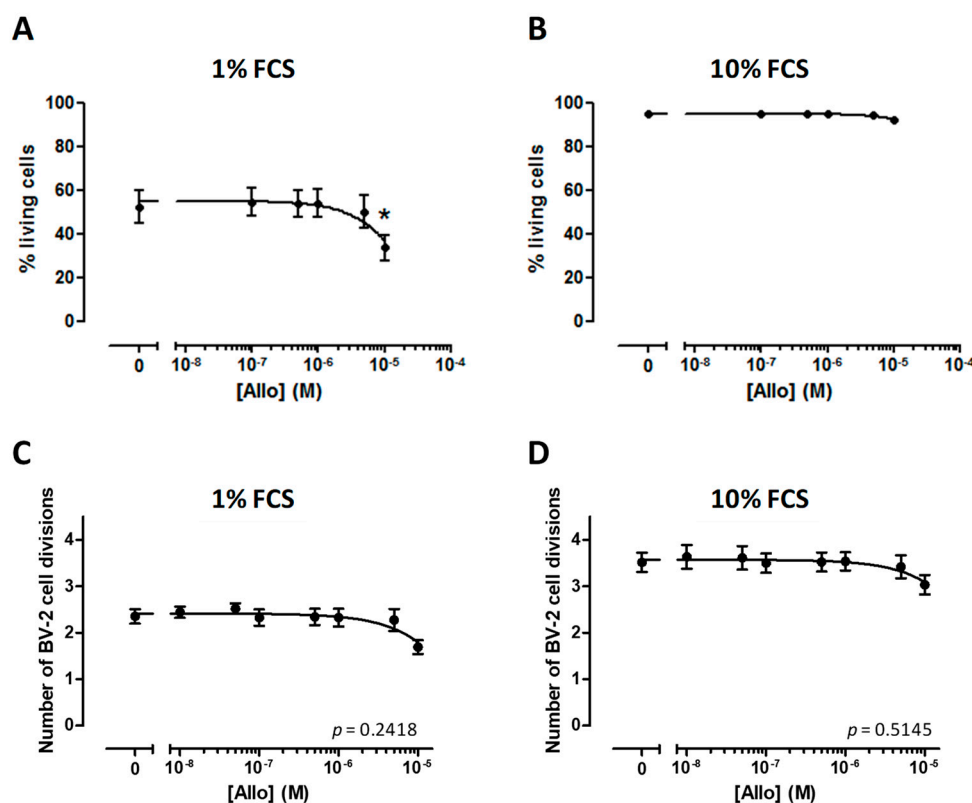 A
1% FCS
% living cells
100
80
60
40
20
0
*
0 10⁻⁸ 10⁻⁷ 10⁻⁶ 10⁻⁵ 10⁻⁴
[Allo] (M)
B
10% FCS
% living cells
100
80
60
40
20
0
0 10⁻⁸ 10⁻⁷ 10⁻⁶ 10⁻⁵ 10⁻⁴
[Allo] (M)
C
1% FCS
Number of BV-2 cell divisions
4
3
2
1
0
p = 0.2418
0 10⁻⁸ 10⁻⁷ 10⁻⁶ 10⁻⁵
[Allo] (M)
D
10% FCS
Number of BV-2 cell divisions
4
3
2
1
0
p = 0.5145
0 10⁻⁸ 10⁻⁷ 10⁻⁶ 10⁻⁵
[Allo] (M)